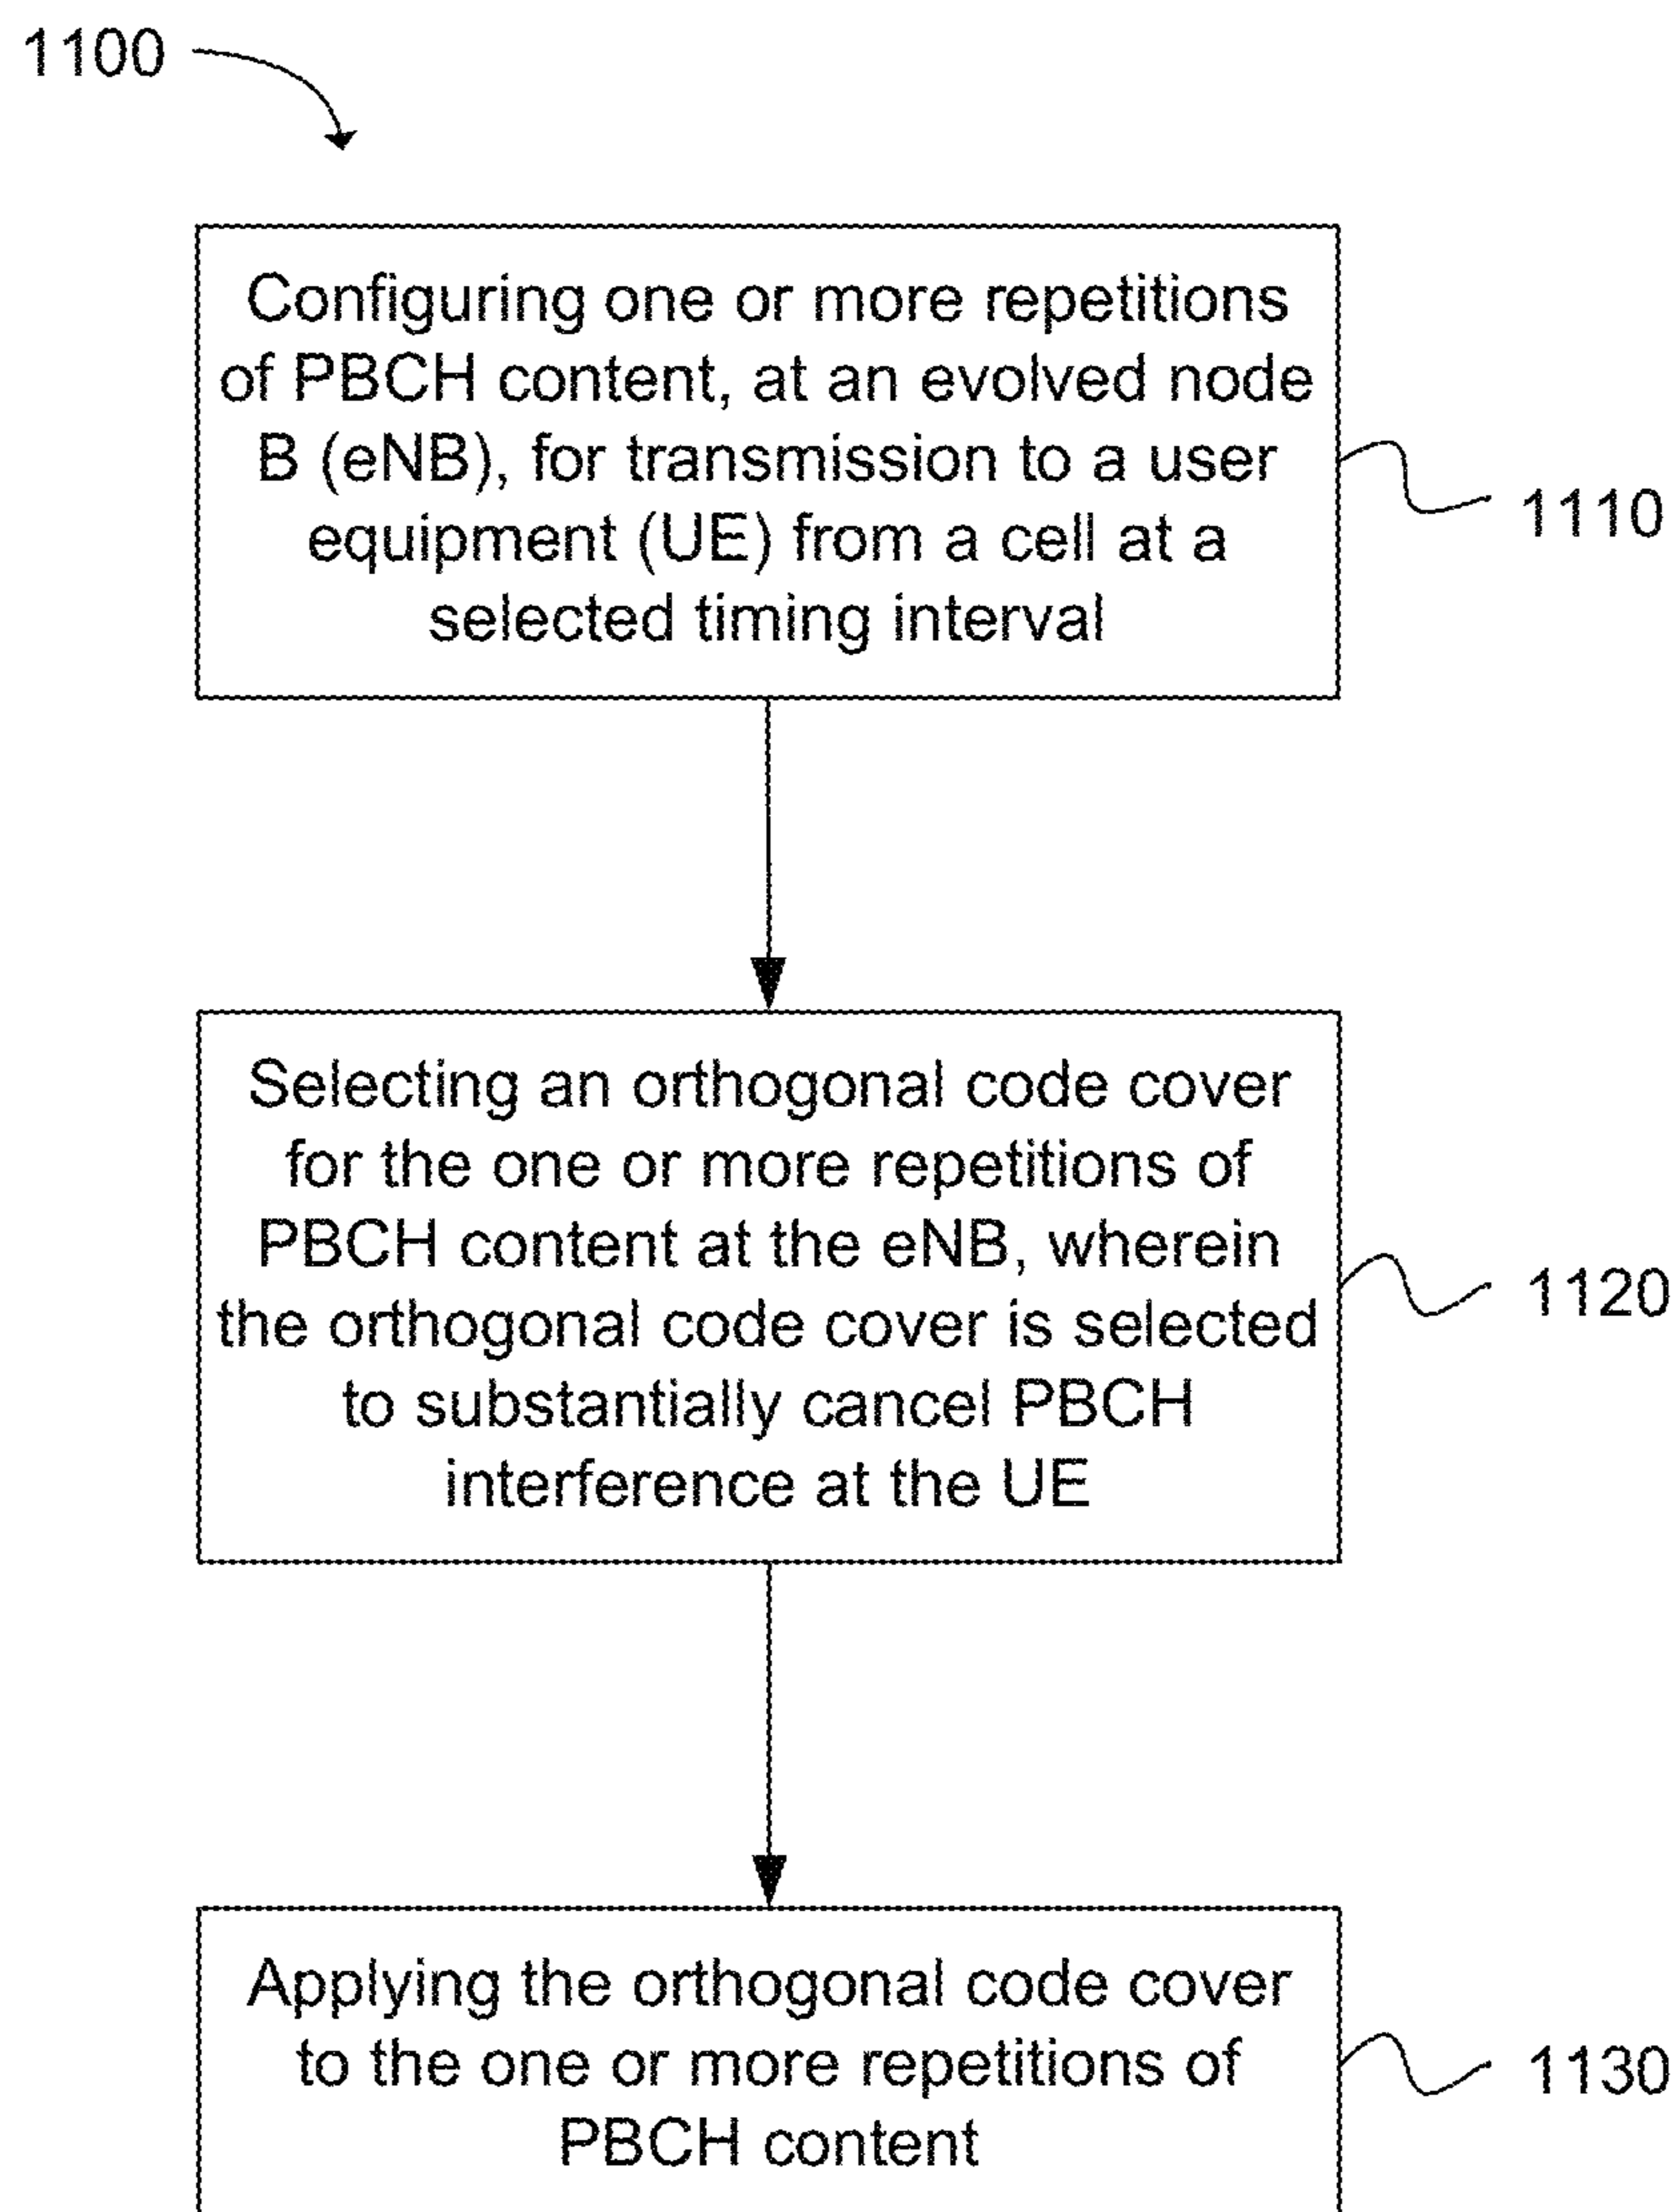 1100
Configuring one or more repetitions
of PBCH content, at an evolved node
B (eNB), for transmission to a user
equipment (UE) from a cell at a
selected timing interval
1110
Selecting an orthogonal code cover
for the one or more repetitions of
PBCH content at the eNB, wherein
the orthogonal code cover is selected
to substantially cancel PBCH
interference at the UE
1120
Applying the orthogonal code cover
to the one or more repetitions of
PBCH content
1130